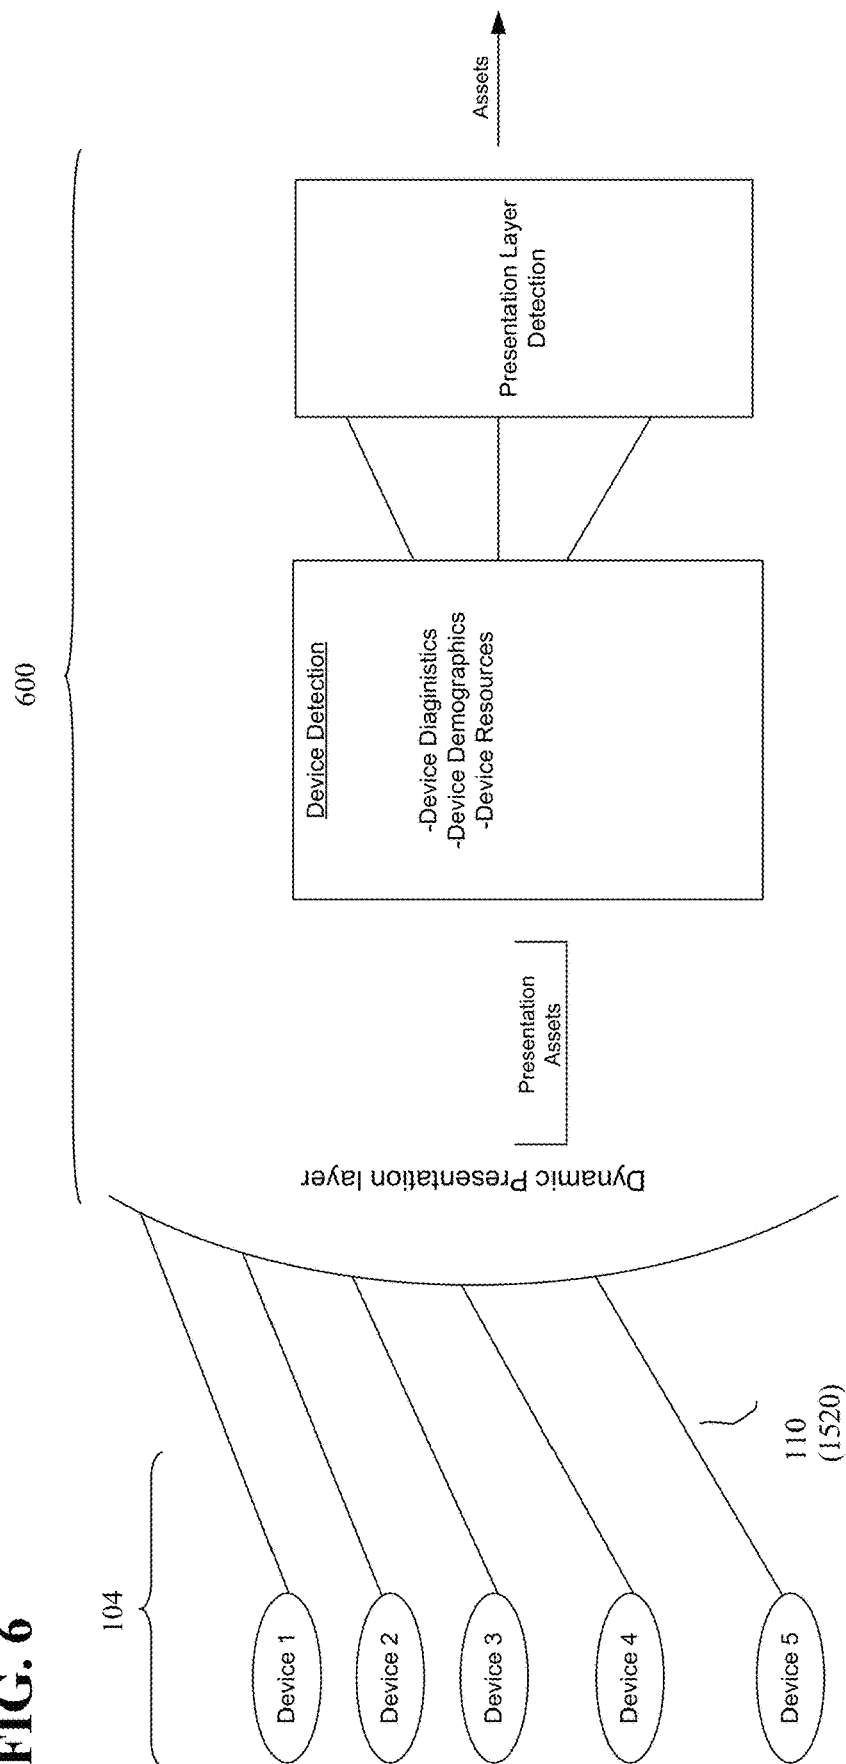 FIG. 6
104
Device 1
Device 2
Device 3
Device 4
Device 5
110
(1520)
600
Dynamic Presentation layer
Presentation
Assets
Device Detection
-Device Diaginistics
-Device Demographics
-Device Resources
Presentation Layer
Detection
Assets